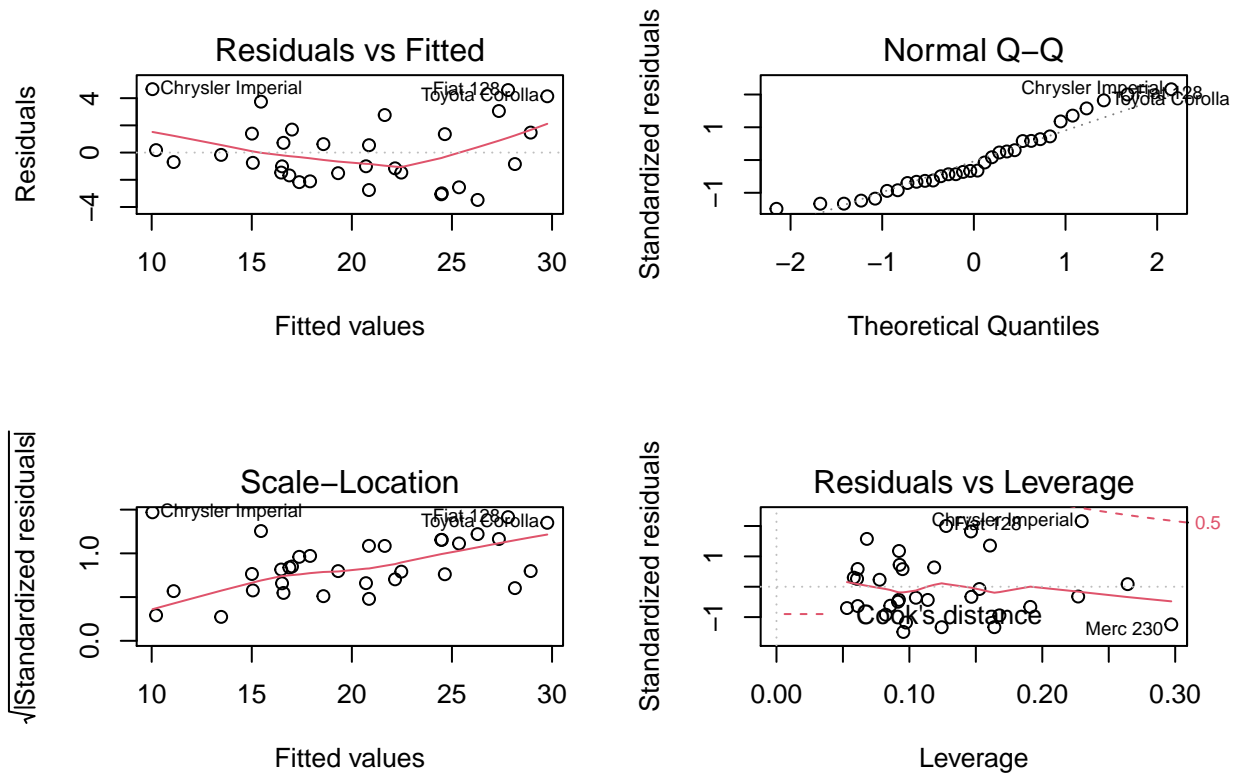 Residuals vs Fitted
Residuals
4
0
−4
Chrysler Imperial
Fiat 128
Toyota Corolla
10 15 20 25 30
Fitted values
Normal Q−Q
Standardized residuals
1
−1
Chrysler Imperial
Fiat 128
Toyota Corolla
−2 −1 0 1 2
Theoretical Quantiles
Scale−Location
√|Standardized residuals|
1.0
0.0
Chrysler Imperial
Fiat 128
Toyota Corolla
10 15 20 25 30
Fitted values
Residuals vs Leverage
Standardized residuals
1
−1
Chrysler Imperial
Fiat 128
0.5
Cook's distance
Merc 230
0.00 0.10 0.20 0.30
Leverage